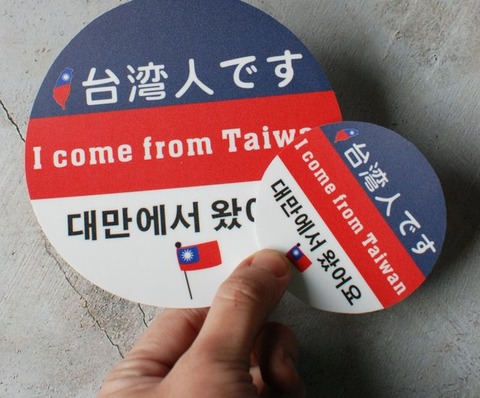 台湾人です
I come from Taiwa
대만에서 왔
台湾人です
I come from Taiwan
대만에서 왔어요